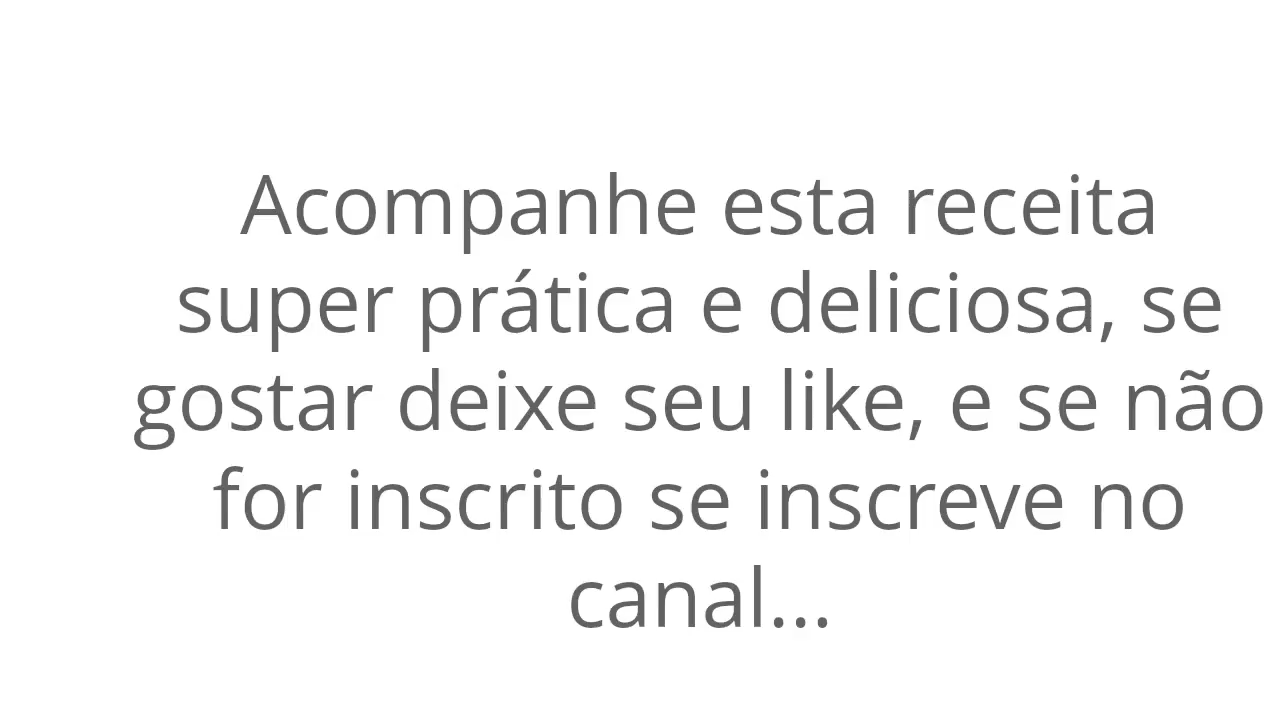 Acompanhe esta receita
super prática e deliciosa, se
gostar deixe seu like, e se não
for inscrito se inscreve no
canal...